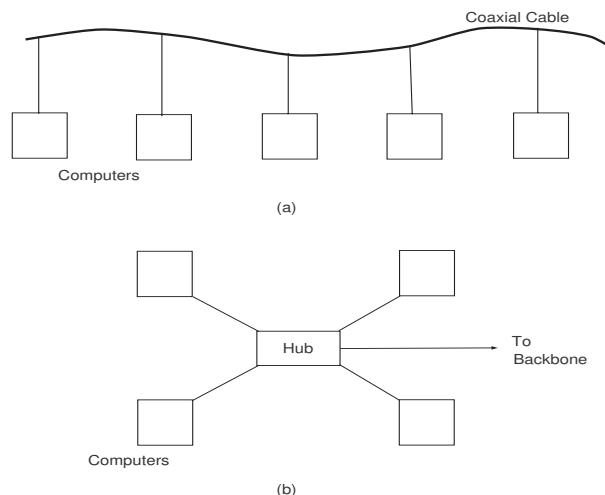 Coaxial Cable
Computers
(a)
Hub
To
Backbone
Computers
(b)